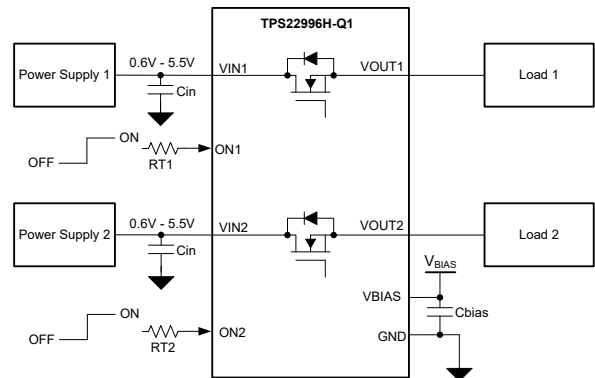 TPS22996H-Q1
Power Supply 1
0.6V - 5.5V
VIN1
VOUT1
Load 1
Cin
OFF
ON
RT1
ON1
Power Supply 2
0.6V - 5.5V
VIN2
VOUT2
Load 2
Cin
VBIAS
VBIAS
Cbias
OFF
ON
RT2
ON2
GND